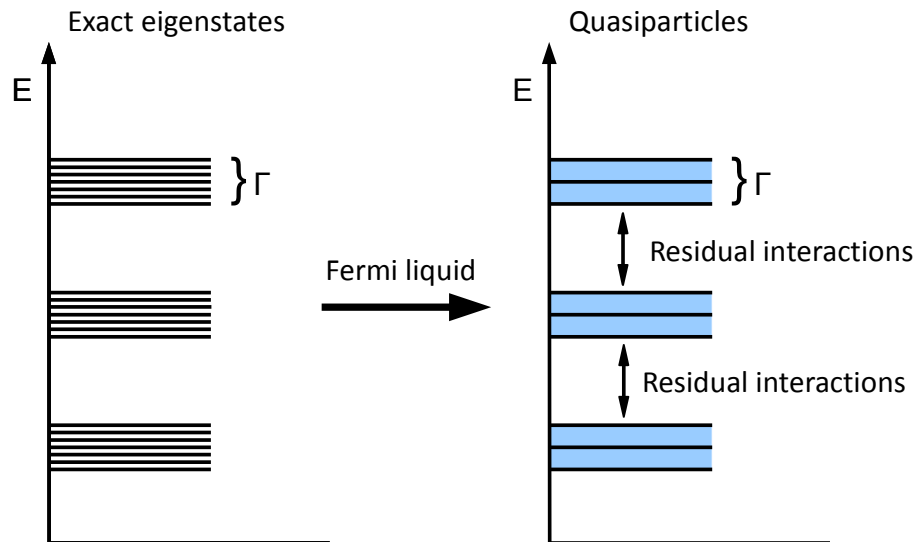 Exact eigenstates
E
} Γ
Fermi liquid
Quasiparticles
E
} Γ
Residual interactions
Residual interactions